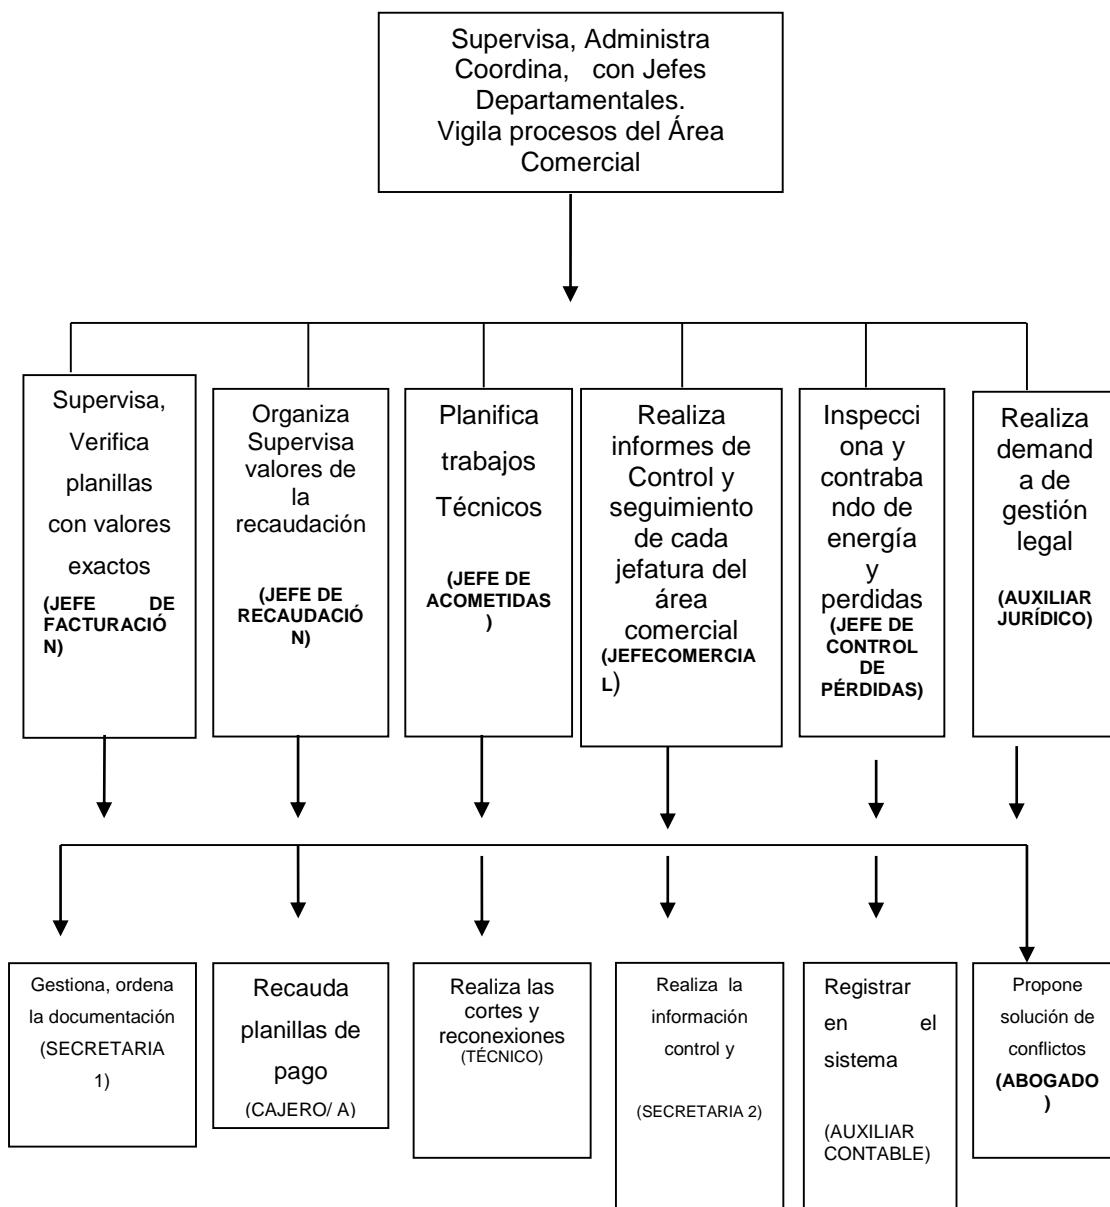 Supervisa, Administra
Coordina, con Jefes
Departamentales.
Vigila procesos del Área
Comercial
Supervisa,
Verifica
planillas
con valores
exactos
(JEFE DE
FACTURACIÓ
N)
Organiza
Supervisa
valores de
la
recaudación
(JEFE DE
RECAUDACIÓ
N)
Planifica
trabajos
Técnicos
(JEFE DE
ACOMETIDAS
)
Realiza
informes de
Control y
seguimiento
de cada
jefatura del
área
comercial
(JEFECOMERCIA
L)
Inspecci
ona y
contraba
ndo de
energía
y
perdidas
(JEFE DE
CONTROL
DE
PÉRDIDAS)
Realiza
demand
a de
gestión
legal
(AUXILIAR
JURÍDICO)
Gestiona, ordena
la documentación
(SECRETARIA
1)
Recauda
planillas de
pago
(CAJERO/ A)
Realiza las
cortes y
reconexiones
(TÉCNICO)
Realiza la
información
control y
(SECRETARIA 2)
Registrar
en el
sistema
(AUXILIAR
CONTABLE)
Propone
solución de
conflictos
(ABOGADO
)